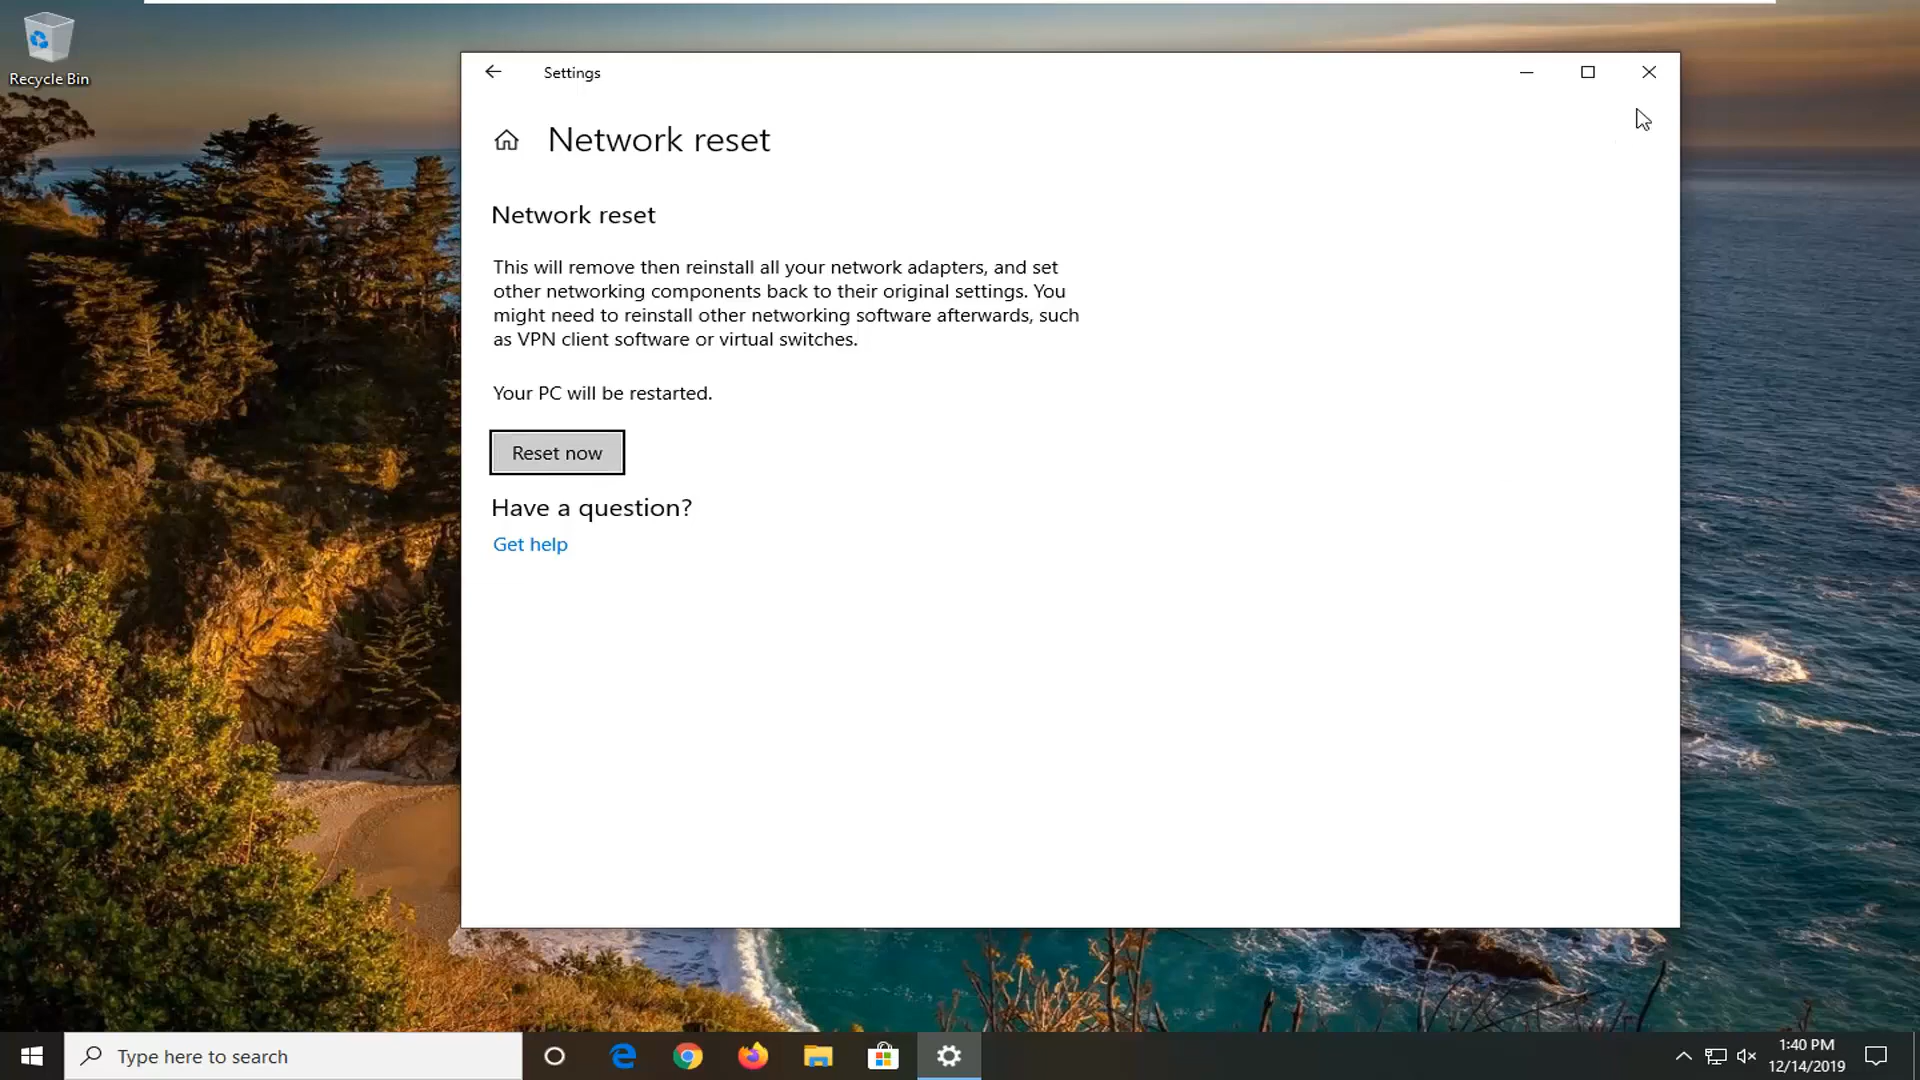 Recycle Bin
Settings
Network reset
Network reset
This will remove then reinstall all your network adapters, and set
other networking components back to their original settings. You
might need to reinstall other networking software afterwards, such
as VPN client software or virtual switches.
Your PC will be restarted.
Reset now
Have a question?
Get help
Type here to search
1:40 PM
12/14/2019